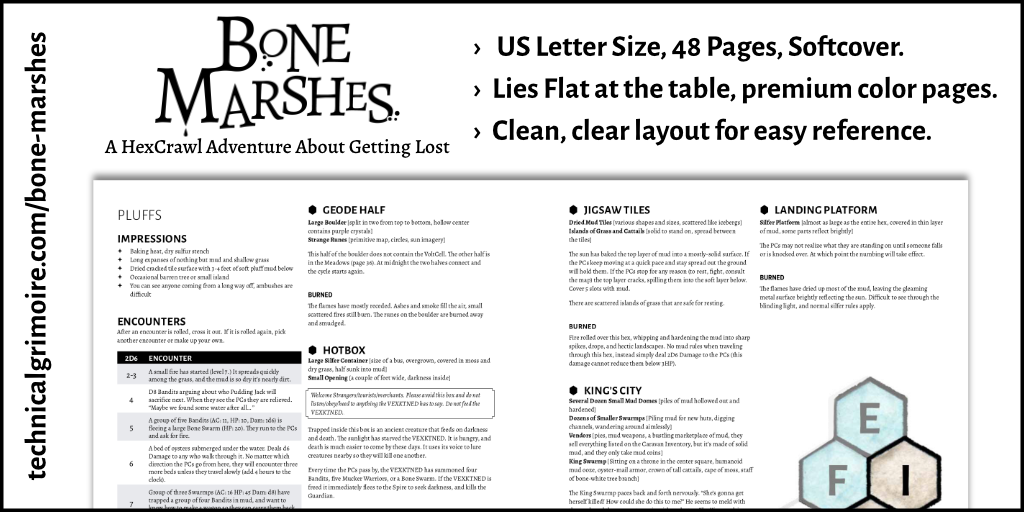 technicalgrimoire.com/bone-marshes
BONE
MARSHES
A HexCrawl Adventure About Getting Lost
› US Letter Size, 48 Pages, Softcover.
› Lies Flat at the table, premium color pages.
› Clean, clear layout for easy reference.
PLUFFS
IMPRESSIONS
Baking heat, dry sulfur stench
Long expanses of nothing but mud and shallow grass
Dried cracked tile surface with 3-4 feet of soft pluff mud below
Occasional barren tree or small island
You can see anyone coming from a long way off, ambushes are
difficult
ENCOUNTERS
After an encounter is rolled, cross it out. If it is rolled again, pick
another encounter or make up your own.
2D6 ENCOUNTER
2-3 A small fire has started (level 7.) It spreads quickly
among the grass, and the mud is so dry it's nearly dirt.
4 D8 Bandits arguing about who Pudding Jack will
sacrifice next. When they see the PCs are relieved.
"Maybe we found some water after all..."
5 A group of five Bandits (AC: 11, HP: 10, Dam: 1d6) is
fleeing a large Bone Swarm (HP: 20). They run to the PCs
and ask for fire.
6 A bed of oysters submerged under the water. Deals d6
Damage to any who walk through it. No matter which
direction the PCs go from here, they will encounter three
more beds unless they travel slowly (add 4 hours to the
clock).
7 Group of three Swarmps (AC: 16 HP: 45 Dam: d8) have
trapped a group of four Bandits in mud, and want to
GEODE HALF
Large Boulder (split in two from top to bottom, hollow center
contains purple crystals)
Strange Runes (primitive map, circles, sun imagery)
This half of the boulder does not contain the VoltCell. The other half is
in the Meadows (page 30). At midnight the two halves connect and
the cycle starts again.
BURNED
The flames have mostly receded. Ashes and smoke fill the air, small
scattered fires still burn. The runes on the boulder are burned away
and smudged.
HOTBOX
Large Silfer Container (size of a bus, overgrown, covered in moss and
dry grass, half sunk into mud)
Small Opening (a couple of feet wide, darkness inside)
Welcome Strangers/tourists/merchants. Please avoid this box and do not
listen/obey/heed to anything the VEXKTNED has to say. Do not feed the
VEXKTNED.
Trapped inside this box is an ancient creature that feeds on darkness
and death. The sunlight has starved the VEXKTNED. It is hungry, and
death is much easier to come by these days. It uses its voice to lure
creatures nearby so they will kill one another.
Every time the PCs pass by, the VEXKTNED has summoned four
Bandits, five Mucker Warriors, or a Bone Swarm. If the VEXKTNED is
freed it immediately flees to the Spire to seek darkness, and kills the
Guardian.
JIGSAW TILES
Dried Mud Tiles (various shapes and sizes, scattered like icebergs)
Islands of Grass and Cattails (solid to stand on, spread between
the tiles)
The sun has baked the top layer of mud into a mostly-solid surface. If
the PCs keep moving at a quick pace and stay spread out the ground
will hold them. If the PCs stop for any reason (to rest, fight, consult
the map) the top layer cracks, spilling them into the soft layer below.
Cover 5 slots with mud.
There are scattered islands of grass that are safe for resting.
BURNED
Fire rolled over this hex, whipping and hardening the mud into sharp
spikes, drops, and hectic landscapes. No mud rules when traveling
through this hex, instead simply deal 2D6 Damage to the PCs (this
damage cannot reduce them below 1HP).
KING'S CITY
Several Dozen Small Mud Domes (piles of mud hollowed out and
hardened)
Dozens of Smaller Swarmps (Piling mud for new huts, digging
channels, wandering around aimlessly)
Vendors (pies, mud weapons, a bustling marketplace of mud, they
sell everything listed on the Caravan Inventory, but it's made of solid
mud, and they only take mud coins)
King Swarmp (Sitting on a throne in the center square, humanoid
mud ooze, oyster-mail armor, crown of tall cattails, cape of moss, staff
of bone-white tree branch)
The King Swarmp paces back and forth nervously. "She's gonna get
herself killed! How could she do this to me!" He seems to meld with
LANDING PLATFORM
Silfer Platform (almost as large as the entire hex, covered in thin layer
of mud, some parts reflect brightly)
The PCs may not realize what they are standing on until someone falls
or is knocked over. At which point the numbing will take effect.
BURNED
The flames have dried up most of the mud, leaving the gleaming
metal surface brightly reflecting the sun. Difficult to see through the
blinding light, and normal silfer rules apply.
E
F I